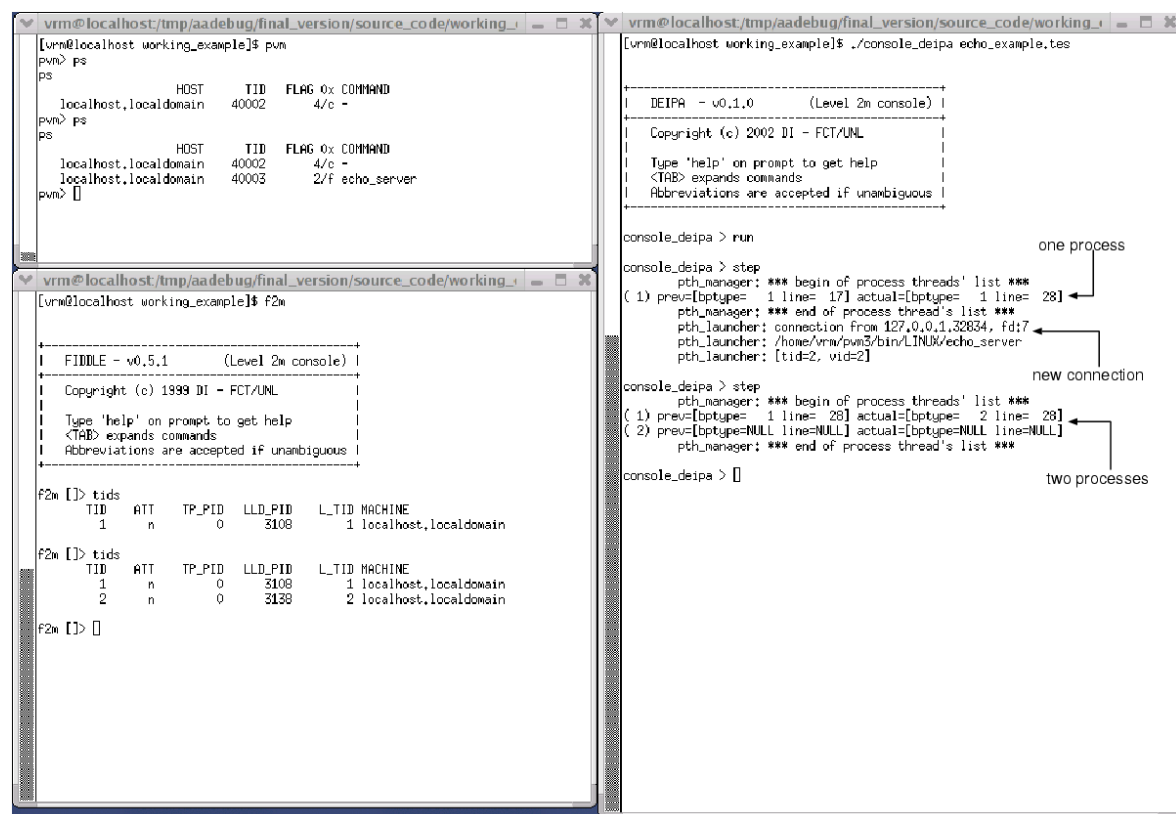 vrm@localhost:/tmp/aadebug/final_version/source_code/working_
[vrm@localhost working_example]$ pvm
pvm> ps
ps
HOST TID FLAG 0x COMMAND
localhost.localdomain 40002 4/c -
pvm> ps
ps
HOST TID FLAG 0x COMMAND
localhost.localdomain 40002 4/c -
localhost.localdomain 40003 2/f echo_server
pvm>
vrm@localhost:/tmp/aadebug/final_version/source_code/working_
[vrm@localhost working_example]$ f2m
+----------------------------------------------+
| FIDDLE - v0.5.1 (Level 2m console) |
+----------------------------------------------+
| Copyright (c) 1999 DI - FCT/UNL |
| |
| Type 'help' on prompt to get help |
| <TAB> expands commands |
| Abbreviations are accepted if unambiguous |
+----------------------------------------------+
f2m []> tids
TID ATT TP_PID LLD_PID L_TID MACHINE
1 n 0 3108 1 localhost.localdomain
f2m []> tids
TID ATT TP_PID LLD_PID L_TID MACHINE
1 n 0 3108 1 localhost.localdomain
2 n 0 3138 2 localhost.localdomain
f2m []>
vrm@localhost:/tmp/aadebug/final_version/source_code/working_
[vrm@localhost working_example]$ ./console_deipa echo_example.tes
+----------------------------------------------+
| DEIPA - v0.1.0 (Level 2m console) |
+----------------------------------------------+
| Copyright (c) 2002 DI - FCT/UNL |
| |
| Type 'help' on prompt to get help |
| <TAB> expands commands |
| Abbreviations are accepted if unambiguous |
+----------------------------------------------+
console_deipa > run
one process
console_deipa > step
pth_manager: *** begin of process threads' list ***
( 1) prev=[bptype= 1 line= 17] actual=[bptype= 1 line= 28]
pth_manager: *** end of process thread's list ***
pth_launcher: connection from 127.0.0.1.32834, fd:7
pth_launcher: /home/vrm/pvm3/bin/LINUX/echo_server
pth_launcher: [tid=2, vid=2]
new connection
console_deipa > step
pth_manager: *** begin of process threads' list ***
( 1) prev=[bptype= 1 line= 28] actual=[bptype= 2 line= 28]
( 2) prev=[bptype=NULL line=NULL] actual=[bptype=NULL line=NULL]
pth_manager: *** end of process thread's list ***
console_deipa >
two processes